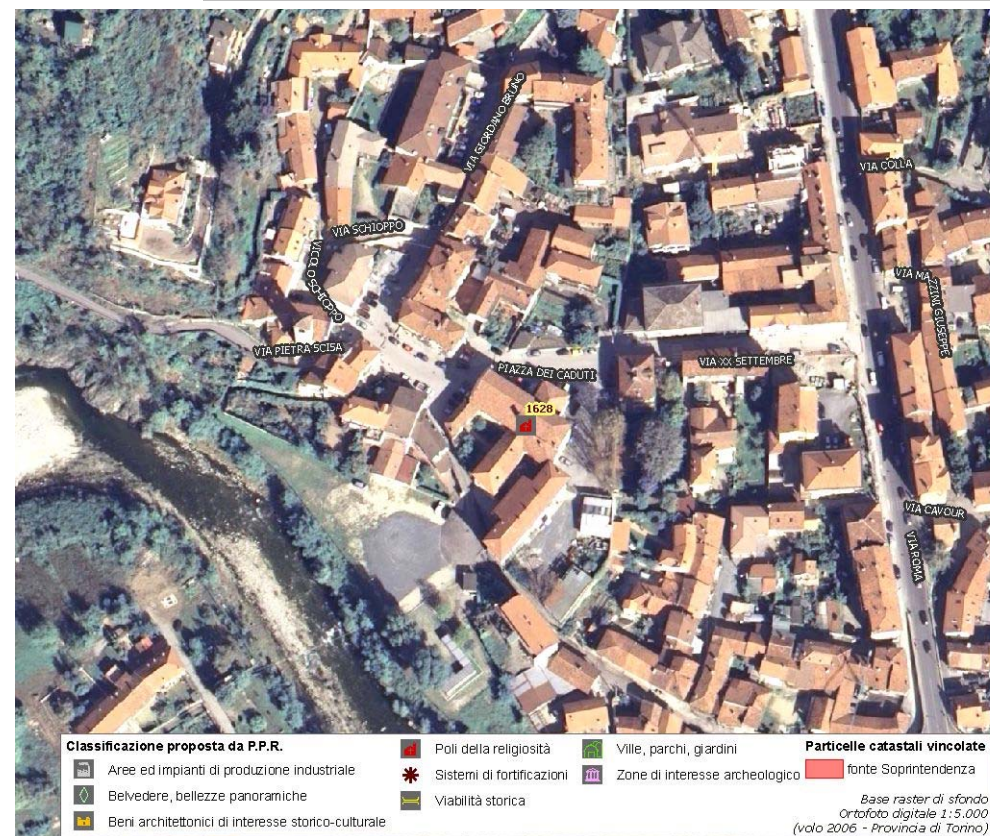 VIA GIORDANO BRUNO
VIA COLLA
VIA SCHIOPPO
VICOLO SCHIOPPO
VIA MAZZINI GIUSEPPE
VIA PIETRA SCISA
PIAZZA DEI CADUTI
VIA XX SETTEMBRE
1628
VIA CAVOUR
VIA ROMA
Classificazione proposta da P.P.R.
Aree ed impianti di produzione industriale
Belvedere, bellezze panoramiche
Beni architettonici di interesse storico-culturale
Poli della religiosità
Sistemi di fortificazioni
Viabilità storica
Ville, parchi, giardini
Zone di interesse archeologico
Particelle catastali vincolate
fonte Soprintendenza
Base raster di sfondo
Ortofoto digitale 1:5.000
(volo 2006 - Provincia di Torino)